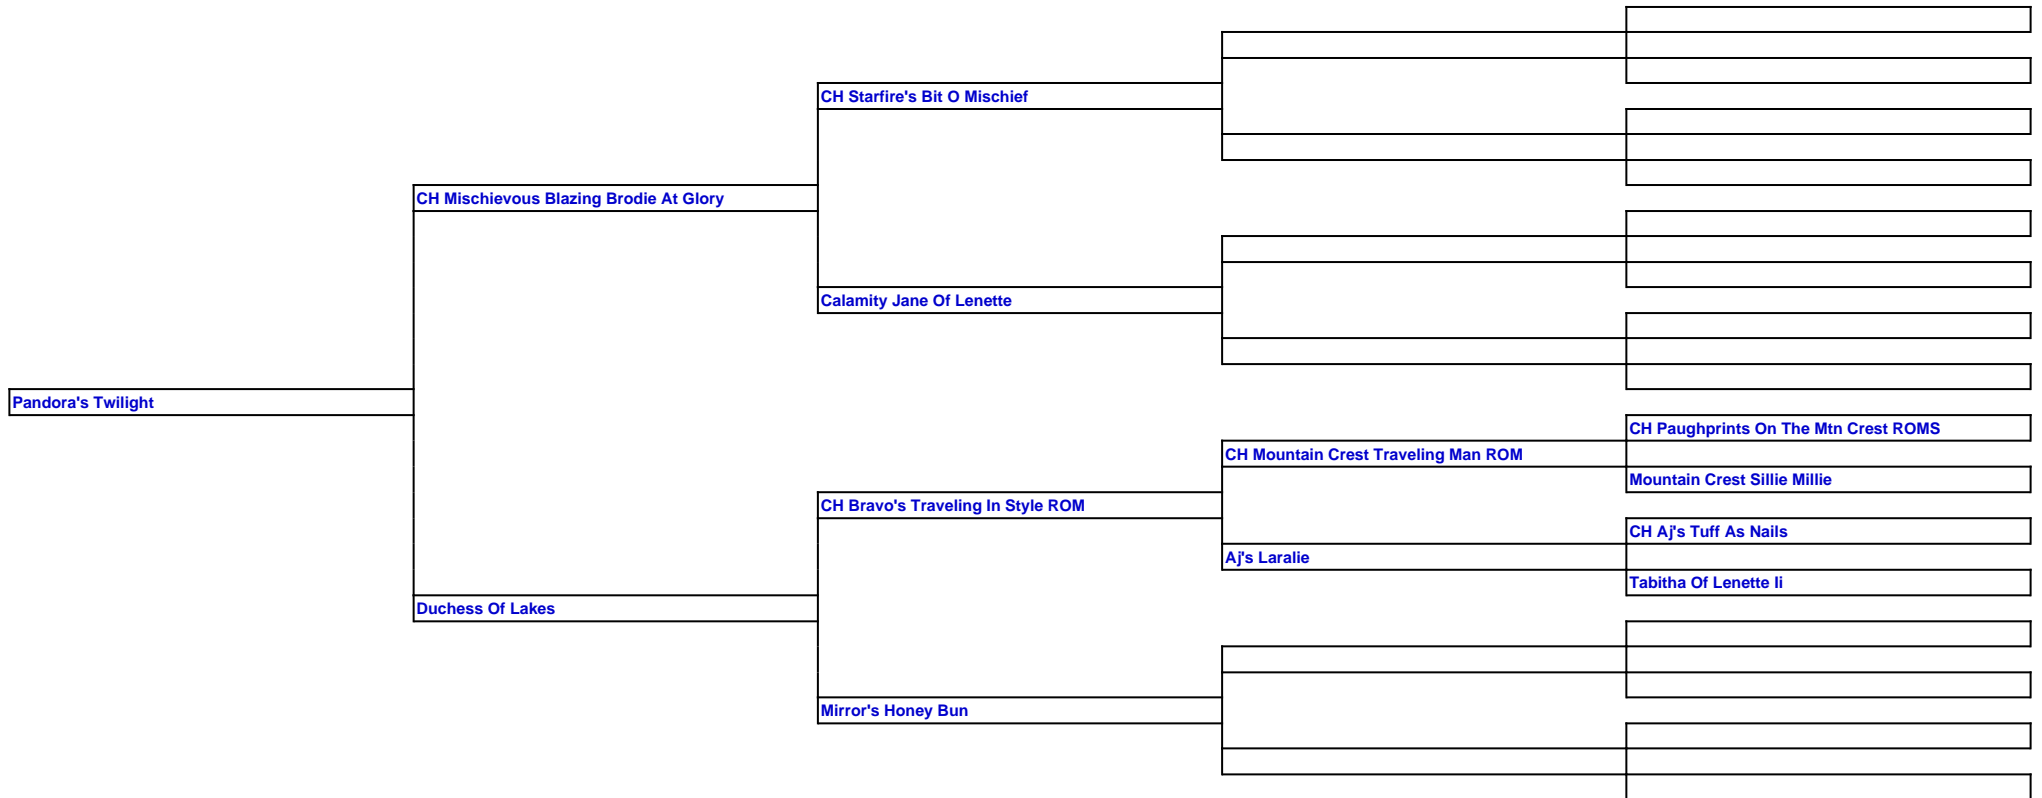 CH Starfire's Bit O Mischief
CH Mischievous Blazing Brodie At Glory
Calamity Jane Of Lenette
Pandora's Twilight
CH Paughprints On The Mtn Crest ROMS
CH Mountain Crest Traveling Man ROM
Mountain Crest Sillie Millie
CH Bravo's Traveling In Style ROM
CH Aj's Tuff As Nails
Aj's Laralie
Tabitha Of Lenette Ii
Duchess Of Lakes
Mirror's Honey Bun